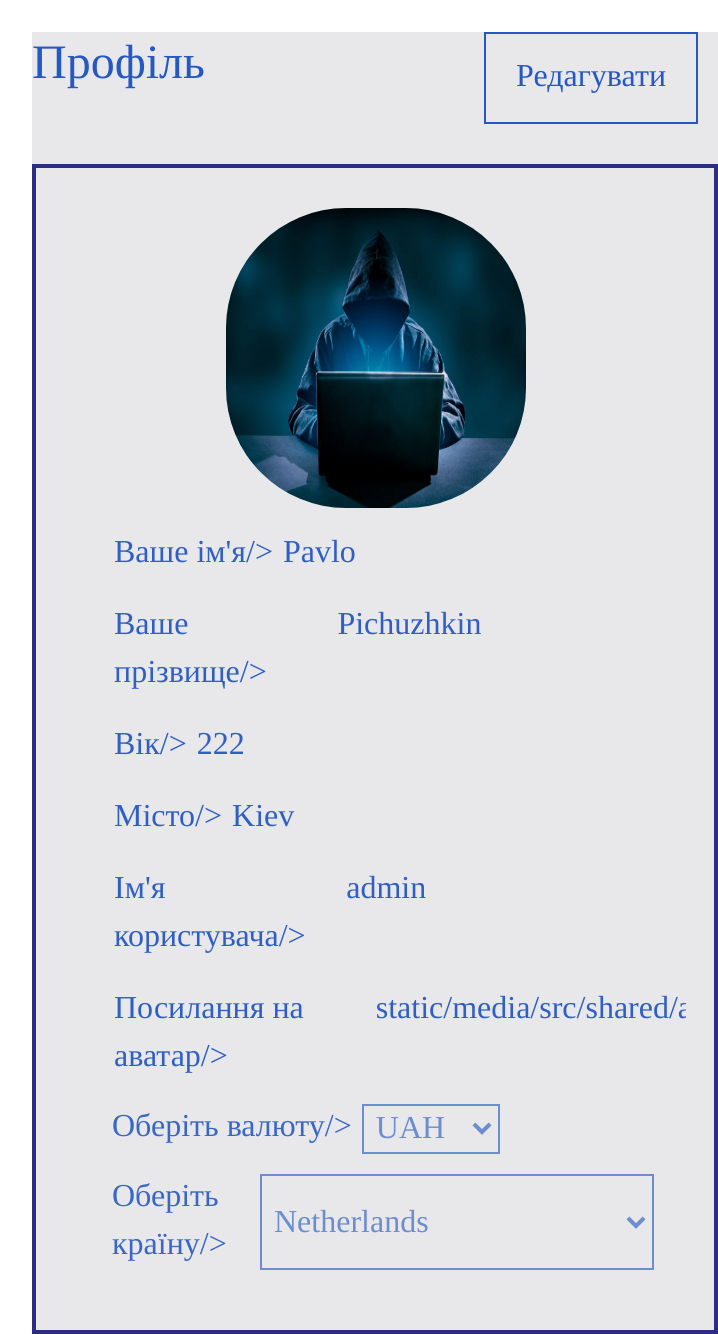 Профіль
Редагувати
Ваше ім'я/> Pavlo
Ваше Pichuzhkin
прізвище/>
Вік/> 222
Місто/> Kiev
Ім'я admin
користувача/>
Посилання на static/media/src/shared/a
аватар/>
Оберіть валюту/> UAH
Оберіть
країну/> Netherlands